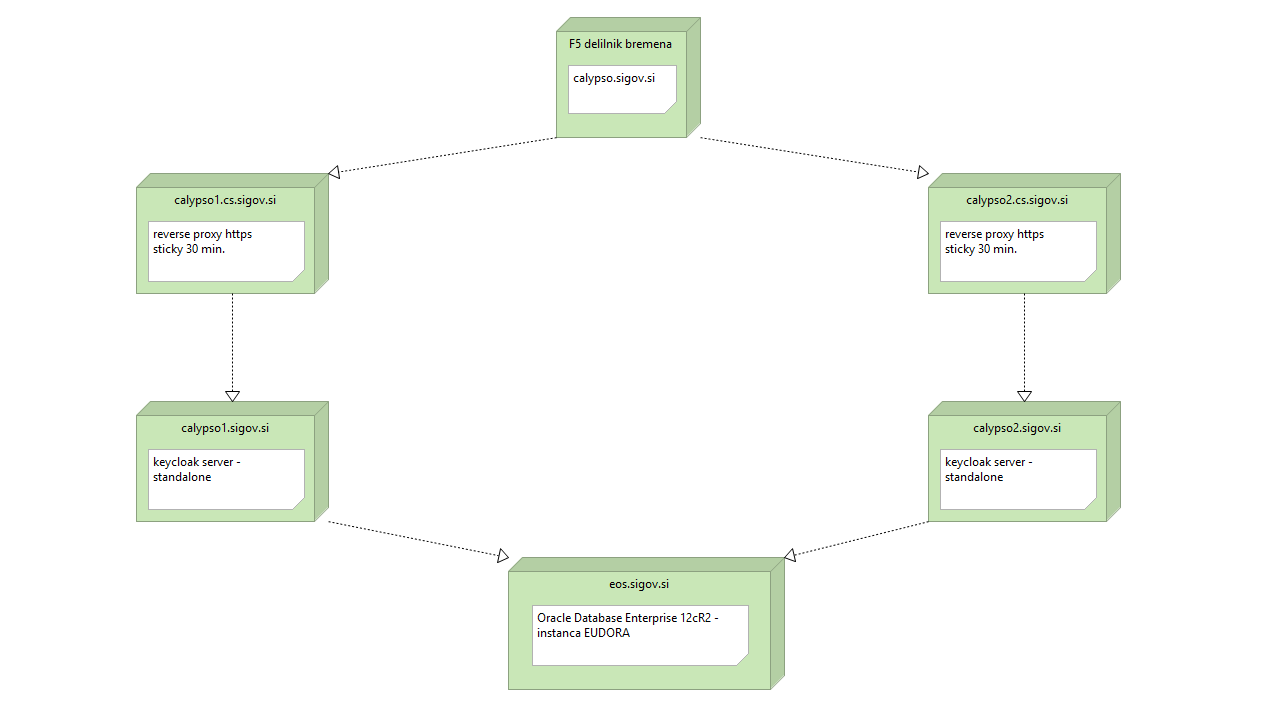 F5 delilnik bremena
calypso.sigov.si
calypso1.cs.sigov.si
reverse proxy https
sticky 30 min.
calypso2.cs.sigov.si
reverse proxy https
sticky 30 min.
calypso1.sigov.si
keycloak server -
standalone
calypso2.sigov.si
keycloak server -
standalone
eos.sigov.si
Oracle Database Enterprise 12cR2 -
instanca EUDORA